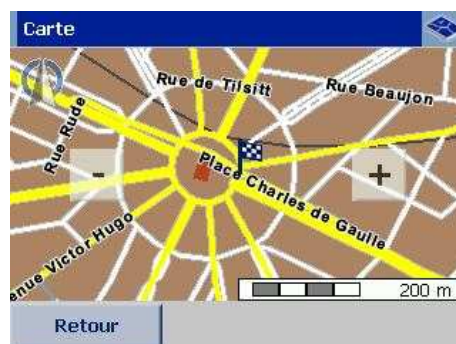 Carte
Rue de Tilsitt
Rue Beaujon
Rue Rude
-
+
Place Charles de Gaulle
enue Victor Hugo
200 m
Retour